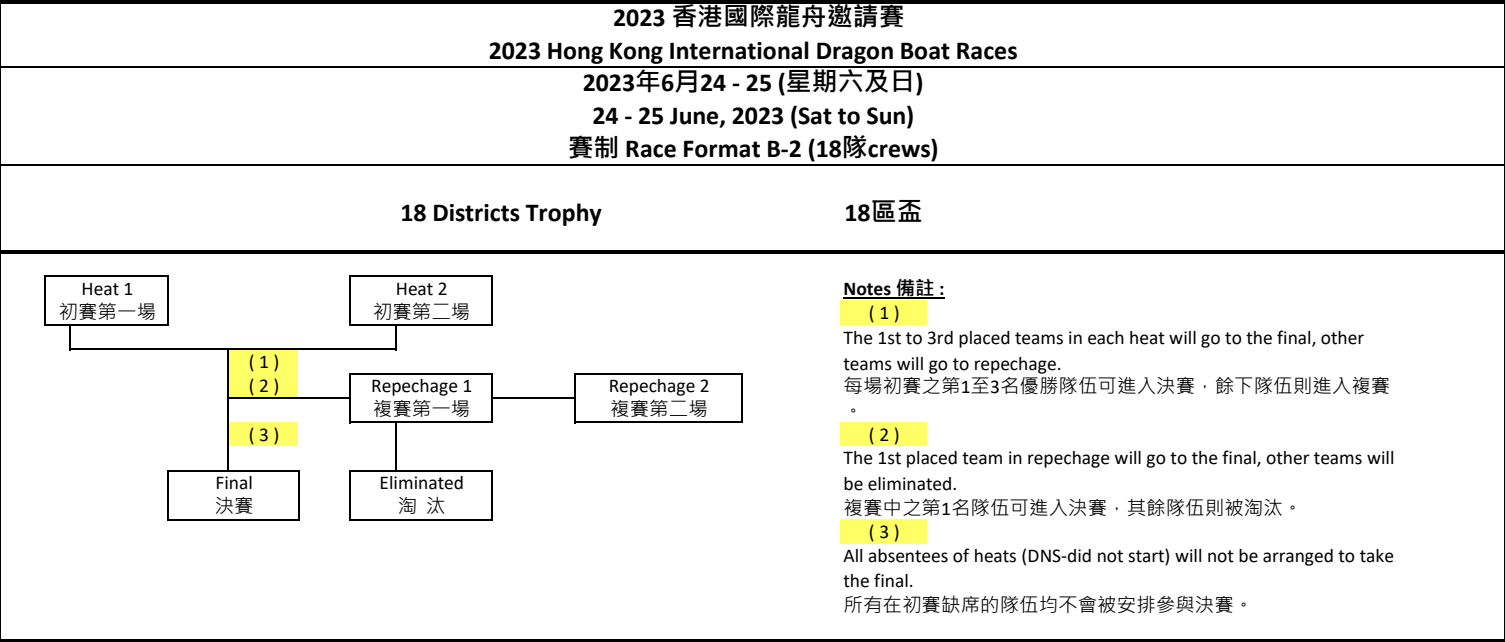 2023 香港國際龍舟邀請賽
2023 Hong Kong International Dragon Boat Races
2023年6月24 - 25 (星期六及日)
24 - 25 June, 2023 (Sat to Sun)
賽制 Race Format B-2 (18隊crews)
18 Districts Trophy 18區盃
Heat 1
初賽第一場
Heat 2
初賽第二場
( 1 )
( 2 )
Repechage 1
複賽第一場
Repechage 2
複賽第二場
( 3 )
Final
決賽
Eliminated
淘 汰
Notes 備註 :
( 1 )
The 1st to 3rd placed teams in each heat will go to the final, other
teams will go to repechage.
每場初賽之第1至3名優勝隊伍可進入決賽，餘下隊伍則進入複賽
。
( 2 )
The 1st placed team in repechage will go to the final, other teams will
be eliminated.
複賽中之第1名隊伍可進入決賽，其餘隊伍則被淘汰。
( 3 )
All absentees of heats (DNS-did not start) will not be arranged to take
the final.
所有在初賽缺席的隊伍均不會被安排參與決賽。